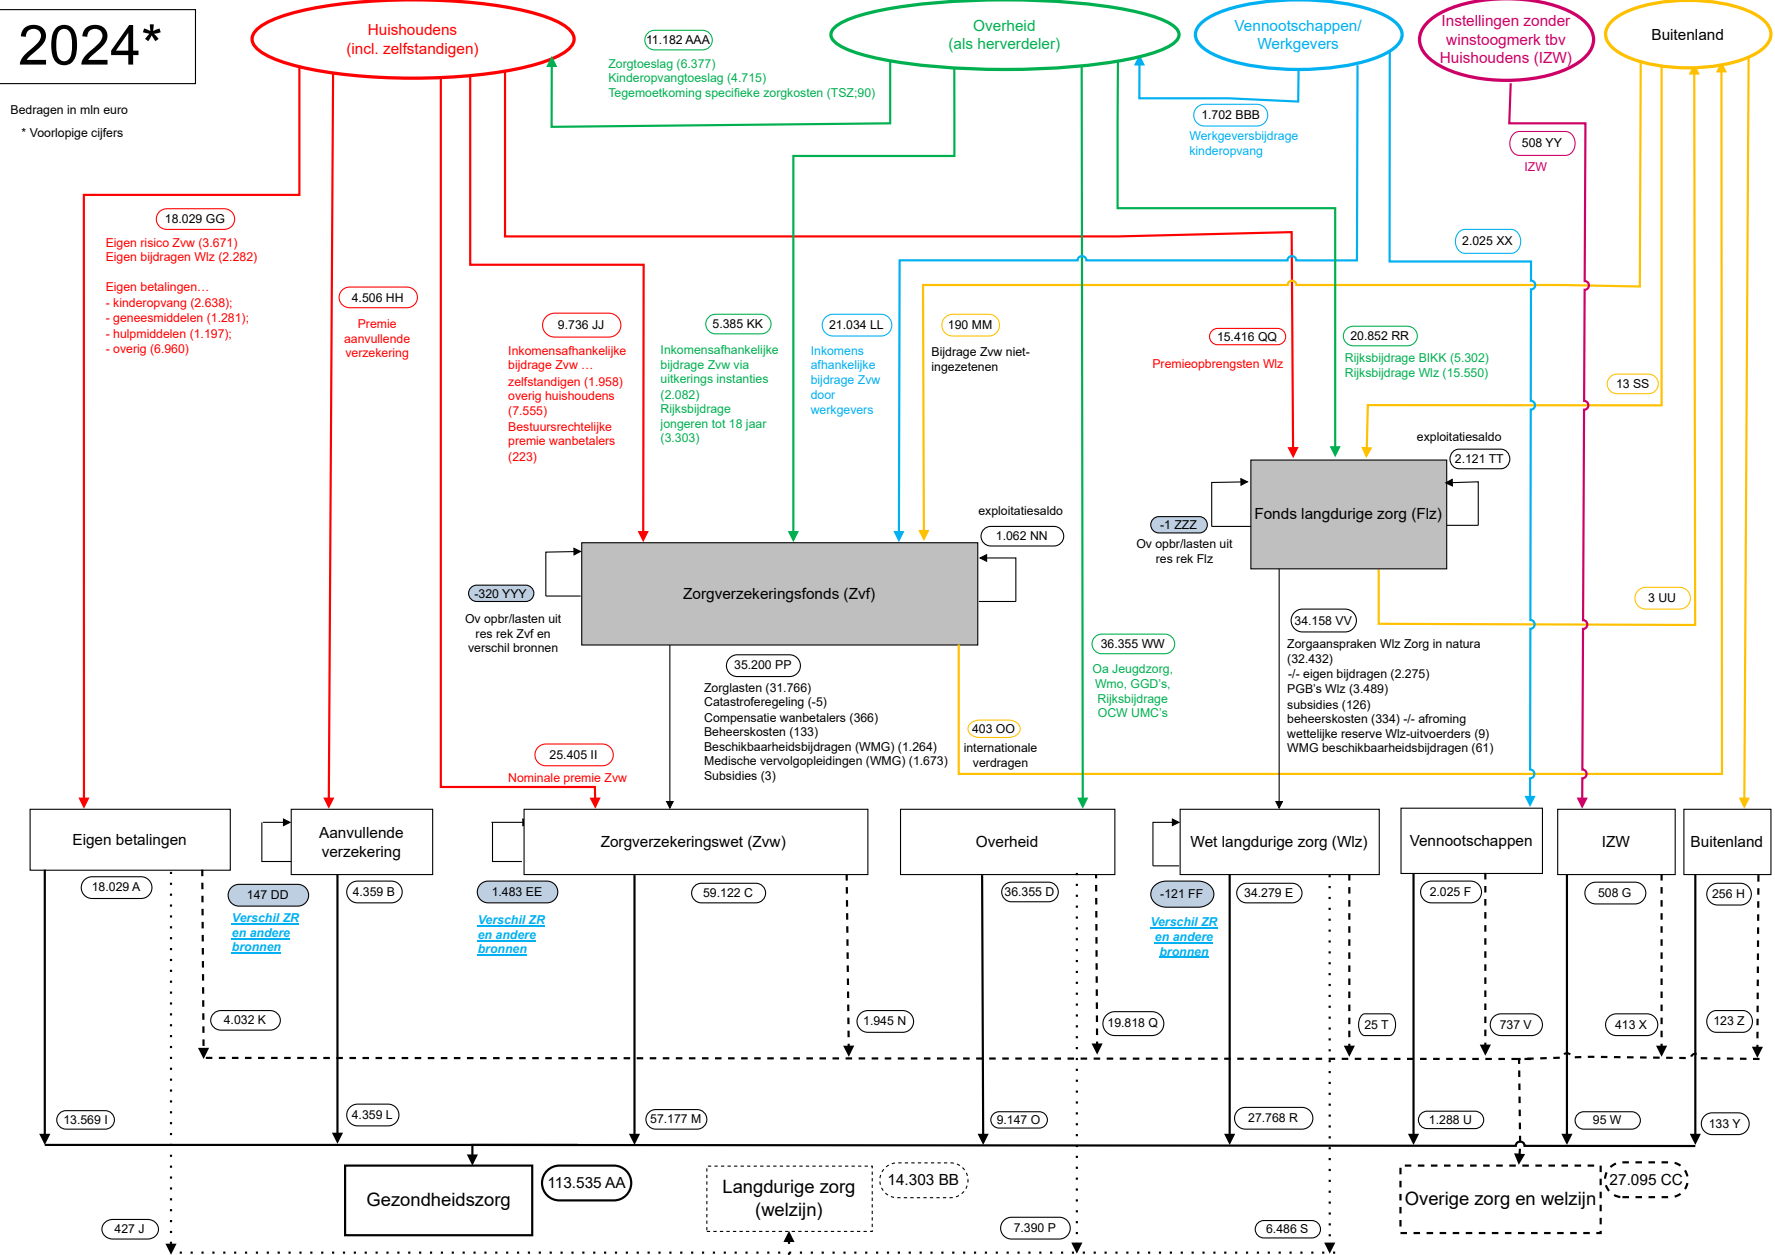 2024*
Bedragen in mln euro
* Voorlopige cijfers
Huishoudens
(incl. zelfstandigen)
11.182 AAA
Zorgtoeslag (6.377)
Kinderopvangtoeslag (4.715)
Tegemoetkoming specifieke zorgkosten (TSZ;90)
Overheid
(als herverdeler)
Vennootschappen/
Werkgevers
1.702 BBB
Werkgeversbijdrage
kinderopvang
Instellingen zonder
winstoogmerk tbv
Huishoudens (IZW)
508 YY
IZW
Buitenland
18.029 GG
Eigen risico Zvw (3.671)
Eigen bijdragen Wlz (2.282)
Eigen betalingen…
- kinderopvang (2.638);
- geneesmiddelen (1.281);
- hulpmiddelen (1.197);
- overig (6.960)
4.506 HH
Premie
aanvullende
verzekering
9.736 JJ
Inkomensafhankelijke
bijdrage Zvw …
zelfstandigen (1.958)
overig huishoudens
(7.555)
Bestuursrechtelijke
premie wanbetalers
(223)
5.385 KK
Inkomensafhankelijke
bijdrage Zvw via
uitkerings instanties
(2.082)
Rijksbijdrage
jongeren tot 18 jaar
(3.303)
21.034 LL
Inkomens
afhankelijke
bijdrage Zvw
door
werkgevers
190 MM
Bijdrage Zvw niet-
ingezetenen
15.416 QQ
Premieopbrengsten Wlz
20.852 RR
Rijksbijdrage BIKK (5.302)
Rijksbijdrage Wlz (15.550)
2.025 XX
13 SS
exploitatiesaldo
2.121 TT
Fonds langdurige zorg (Flz)
-1 ZZZ
Ov opbr/lasten uit
res rek Flz
exploitatiesaldo
1.062 NN
Zorgverzekeringsfonds (Zvf)
-320 YYY
Ov opbr/lasten uit
res rek Zvf en
verschil bronnen
3 UU
34.158 VV
Zorgaanspraken Wlz Zorg in natura
(32.432)
-/- eigen bijdragen (2.275)
PGB's Wlz (3.489)
subsidies (126)
beheerskosten (334) -/- afroming
wettelijke reserve Wlz-uitvoerders (9)
WMG beschikbaarheidsbijdragen (61)
36.355 WW
Oa Jeugdzorg,
Wmo, GGD's,
Rijksbijdrage
OCW UMC's
35.200 PP
Zorglasten (31.766)
Catastroferegeling (-5)
Compensatie wanbetalers (366)
Beheerskosten (133)
Beschikbaarheidsbijdragen (WMG) (1.264)
Medische vervolgopleidingen (WMG) (1.673)
Subsidies (3)
403 OO
internationale
verdragen
25.405 II
Nominale premie Zvw
Eigen betalingen
Aanvullende
verzekering
Zorgverzekeringswet (Zvw)
Overheid
Wet langdurige zorg (Wlz)
Vennootschappen
IZW
Buitenland
18.029 A
147 DD
Verschil ZR
en andere
bronnen
4.359 B
1.483 EE
Verschil ZR
en andere
bronnen
59.122 C
36.355 D
-121 FF
Verschil ZR
en andere
bronnen
34.279 E
2.025 F
508 G
256 H
4.032 K
1.945 N
19.818 Q
25 T
737 V
413 X
123 Z
13.569 I
4.359 L
57.177 M
9.147 O
27.768 R
1.288 U
95 W
133 Y
Gezondheidszorg
113.535 AA
Langdurige zorg
(welzijn)
14.303 BB
Overige zorg en welzijn
27.095 CC
427 J
7.390 P
6.486 S